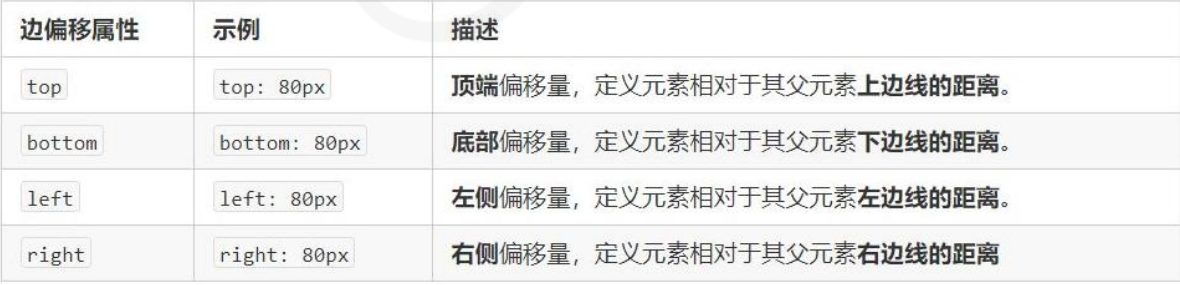 边偏移属性 示例 描述
top top: 80px 顶端偏移量，定义元素相对于其父元素上边线的距离。
bottom bottom: 80px 底部偏移量，定义元素相对于其父元素下边线的距离。
left left: 80px 左侧偏移量，定义元素相对于其父元素左边线的距离。
right right: 80px 右侧偏移量，定义元素相对于其父元素右边线的距离